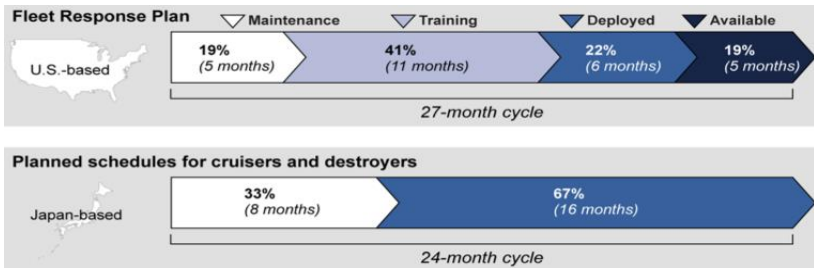 Fleet Response Plan
Maintenance Training Deployed Available
U.S.-based
19% 41% 22% 19%
(5 months) (11 months) (6 months) (5 months)
27-month cycle
Planned schedules for cruisers and destroyers
Japan-based
33% 67%
(8 months) (16 months)
24-month cycle